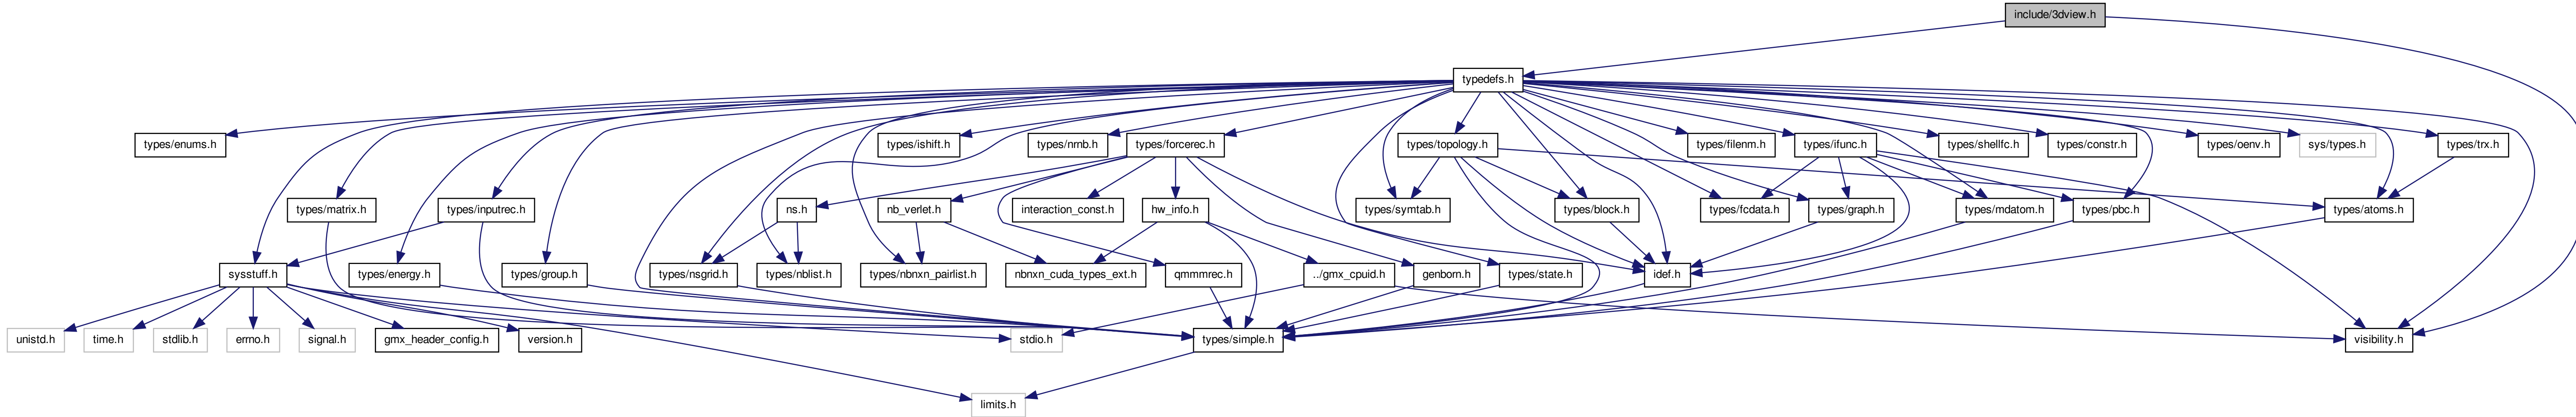 include/3dview.h
typedefs.h
types/enums.h
types/ishift.h
types/nrnb.h
types/forcerec.h
types/topology.h
types/filenm.h
types/ifunc.h
types/shellfc.h
types/constr.h
types/oenv.h
sys/types.h
types/trx.h
types/matrix.h
types/inputrec.h
ns.h
nb_verlet.h
interaction_const.h
hw_info.h
types/symtab.h
types/block.h
types/fcdata.h
types/graph.h
types/mdatom.h
types/pbc.h
types/atoms.h
sysstuff.h
types/energy.h
types/group.h
types/nsgrid.h
types/nblist.h
types/nbnxn_pairlist.h
nbnxn_cuda_types_ext.h
qmmmrec.h
../gmx_cpuid.h
genborn.h
types/state.h
idef.h
unistd.h
time.h
stdlib.h
errno.h
signal.h
gmx_header_config.h
version.h
stdio.h
types/simple.h
visibility.h
limits.h